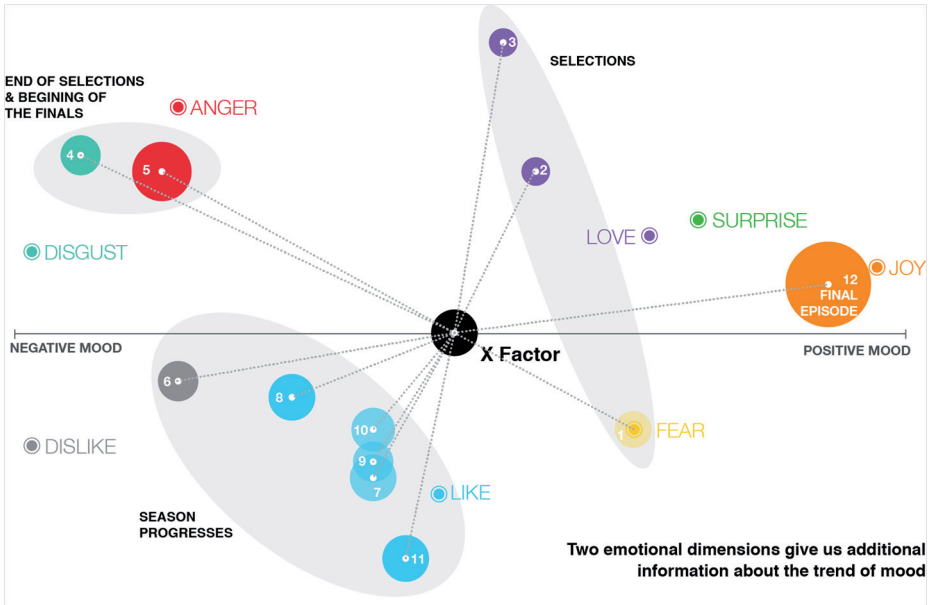 3
SELECTIONS
END OF SELECTIONS
& BEGINING OF
THE FINALS
ANGER
4
5
2
SURPRISE
LOVE
DISGUST
JOY
12
FINAL
EPISODE
NEGATIVE MOOD
X Factor
POSITIVE MOOD
6
8
10
1
FEAR
DISLIKE
9
7
LIKE
SEASON
PROGRESSES
11
Two emotional dimensions give us additional
information about the trend of mood